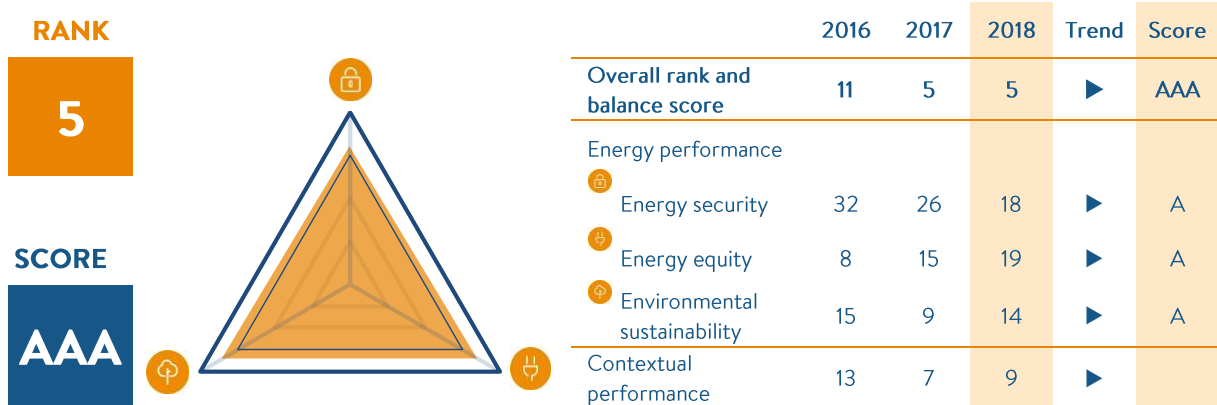 RANK
5
SCORE
AAA
2016 2017 2018 Trend Score
Overall rank and
balance score 11 5 5 ▶ AAA
Energy performance
Energy security 32 26 18 ▶ A
Energy equity 8 15 19 ▶ A
Environmental
sustainability 15 9 14 ▶ A
Contextual
performance 13 7 9 ▶